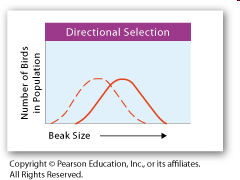 Directional Selection
Number of Birds
in Population
Beak Size
Copyright © Pearson Education, Inc., or its affiliates.
All Rights Reserved.